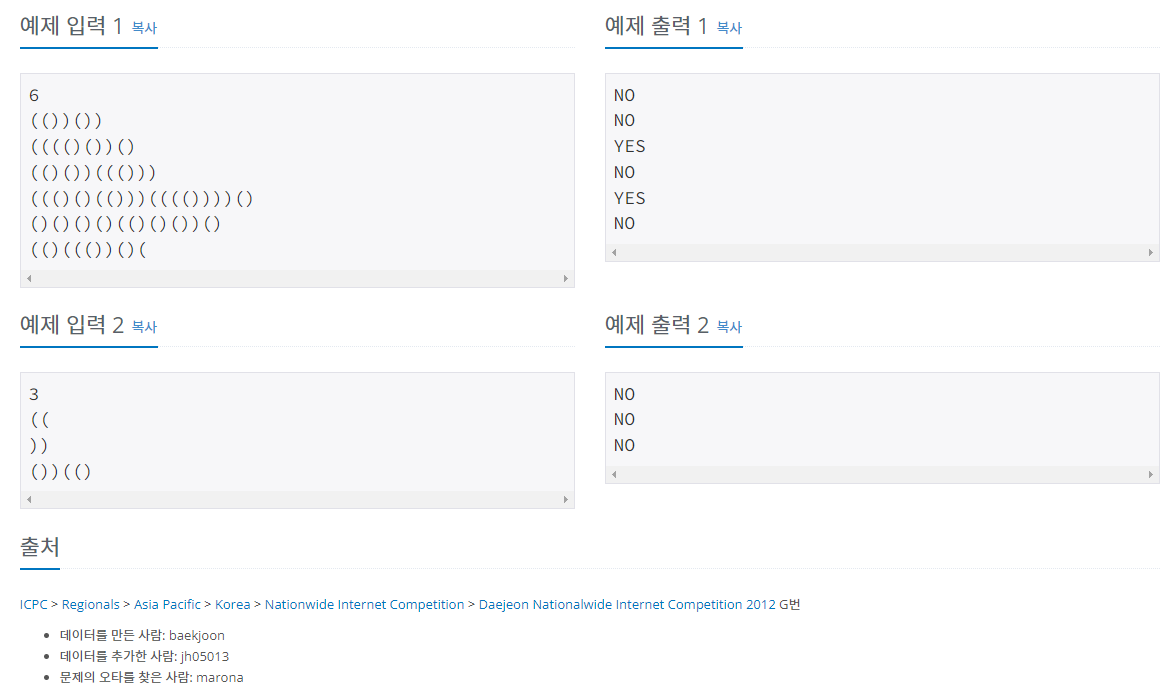 예제 입력 1 복사
6
(())())
(((()())()
(()())((()))
((()()(()))(((())))()
()()()()(()()())()
(()((())()(
예제 출력 1 복사
NO
NO
YES
NO
YES
NO
예제 입력 2 복사
3
((
))
())(()
예제 출력 2 복사
NO
NO
NO
출처
ICPC > Regionals > Asia Pacific > Korea > Nationwide Internet Competition > Daejeon Nationalwide Internet Competition 2012 G번
데이터를 만든 사람: baekjoon
데이터를 추가한 사람: jh05013
문제의 오타를 찾은 사람: marona